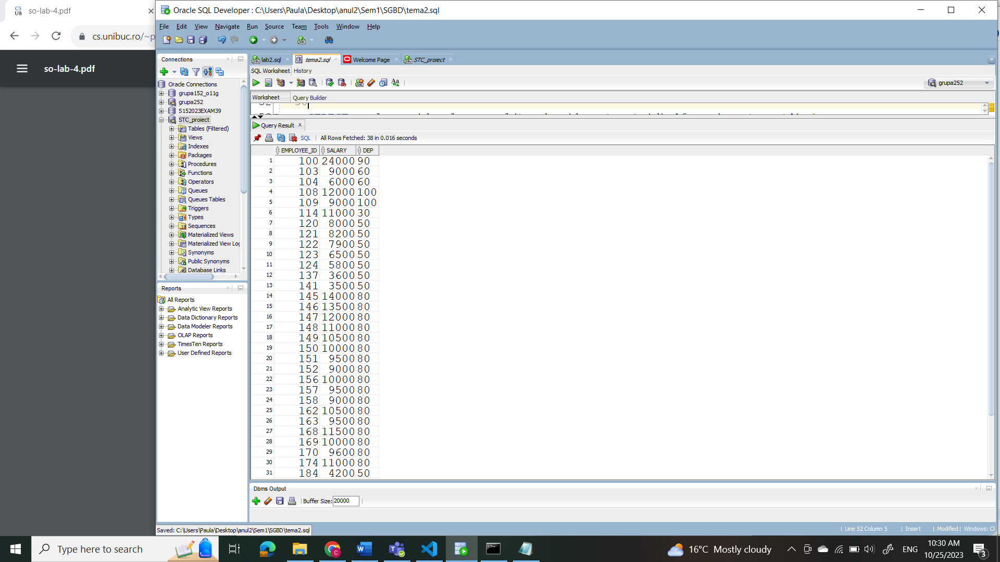 CS
UB
so-lab-4.pdf
cs.unibuc.ro/~p
so-lab-4.pdf
Oracle SQL Developer : C:\Users\Paula\Desktop\anul2\Sem1\SGBD\tema2.sql
File Edit View Navigate Run Source Team Tools Window Help
Connections
Oracle Connections
grupa152_o11g
grupa252
S152023EXAM39
STC_proiect
Tables (Filtered)
Views
Indexes
Packages
Procedures
Functions
Operators
Queues
Queues Tables
Triggers
Types
Sequences
Materialized Views
Materialized View Log
Synonyms
Public Synonyms
Database Links
Reports
All Reports
Analytic View Reports
Data Dictionary Reports
Data Modeler Reports
OLAP Reports
TimesTen Reports
User Defined Reports
lab2.sql tema2.sql Welcome Page STC_proiect
SQL Worksheet History
grupa252
Worksheet Query Builder
Query Result
SQL All Rows Fetched: 38 in 0.016 seconds
EMPLOYEE_ID SALARY DEP
1 100 24000 90
2 103 9000 60
3 104 6000 60
4 108 12000 100
5 109 9000 100
6 114 11000 30
7 120 8000 50
8 121 8200 50
9 122 7900 50
10 123 6500 50
11 124 5800 50
12 137 3600 50
13 141 3500 50
14 145 14000 80
15 146 13500 80
16 147 12000 80
17 148 11000 80
18 149 10500 80
19 150 10000 80
20 151 9500 80
21 152 9000 80
22 156 10000 80
23 157 9500 80
24 158 9000 80
25 162 10500 80
26 163 9500 80
27 168 11500 80
28 169 10000 80
29 170 9600 80
30 174 11000 80
31 184 4200 50
Dbms Output
Buffer Size: 20000
Saved: C:\Users\Paula\Desktop\anul2\Sem1\SGBD\tema2.sql
Line 52 Column 5 Insert Modified Windows: CF
Type here to search
16°C Mostly cloudy
ENG
10:30 AM
10/25/2023
3